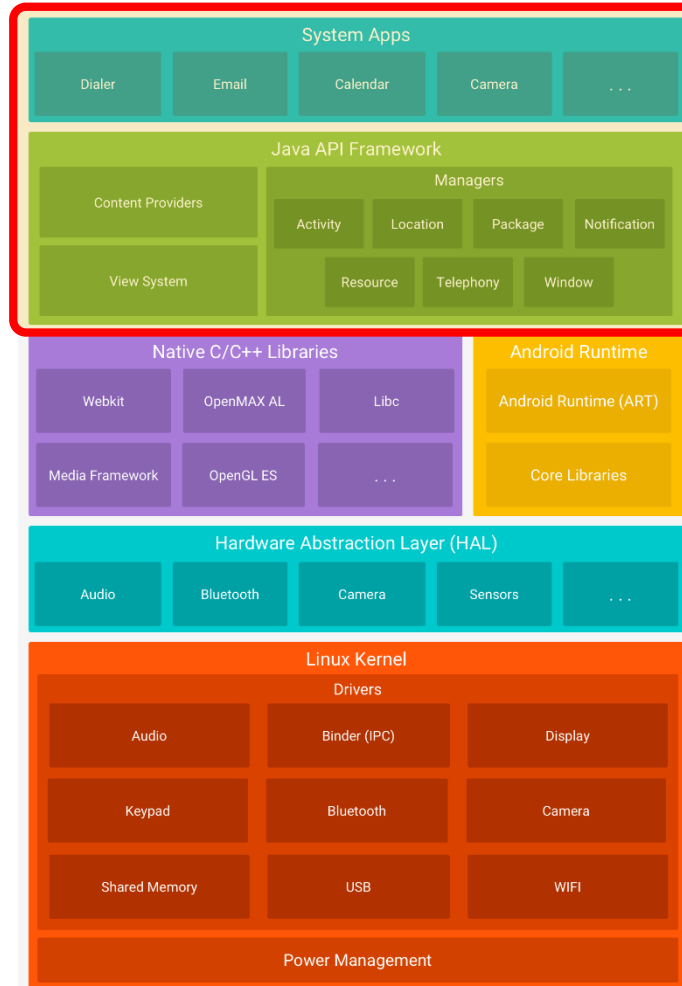 System Apps
Dialer Email Calendar Camera . . .
Java API Framework
Content Providers
View System
Managers
Activity Location Package Notification
Resource Telephony Window
Native C/C++ Libraries
Webkit OpenMAX AL Libc
Media Framework OpenGL ES . . .
Android Runtime
Android Runtime (ART)
Core Libraries
Hardware Abstraction Layer (HAL)
Audio Bluetooth Camera Sensors . . .
Linux Kernel
Drivers
Audio Binder (IPC) Display
Keypad Bluetooth Camera
Shared Memory USB WIFI
Power Management